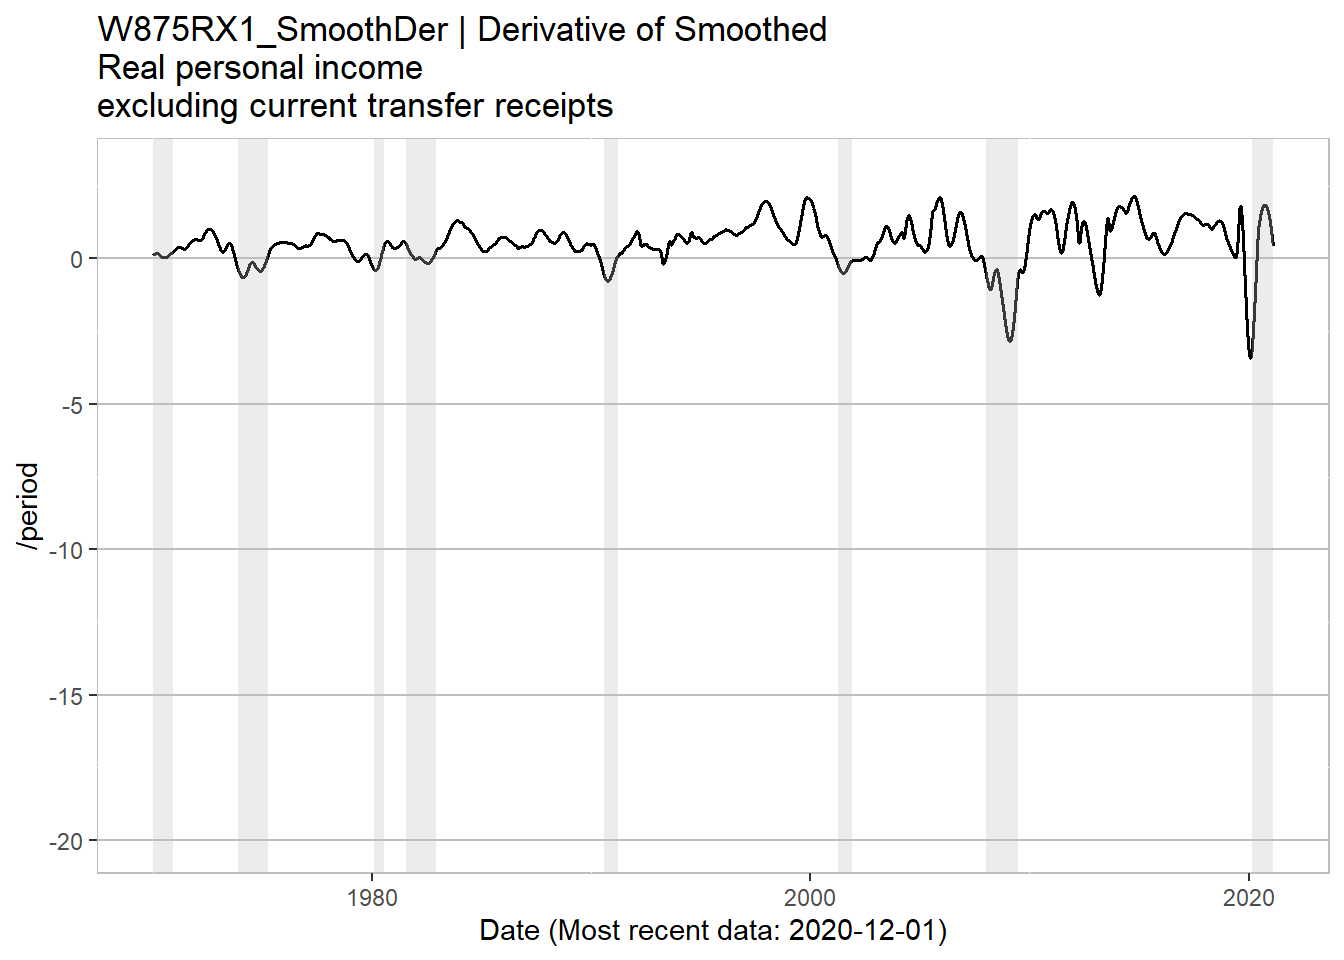 W875RX1_SmoothDer | Derivative of Smoothed
Real personal income
excluding current transfer receipts
/period
0
-5
-10
-15
-20
1980
2000
2020
Date (Most recent data: 2020-12-01)